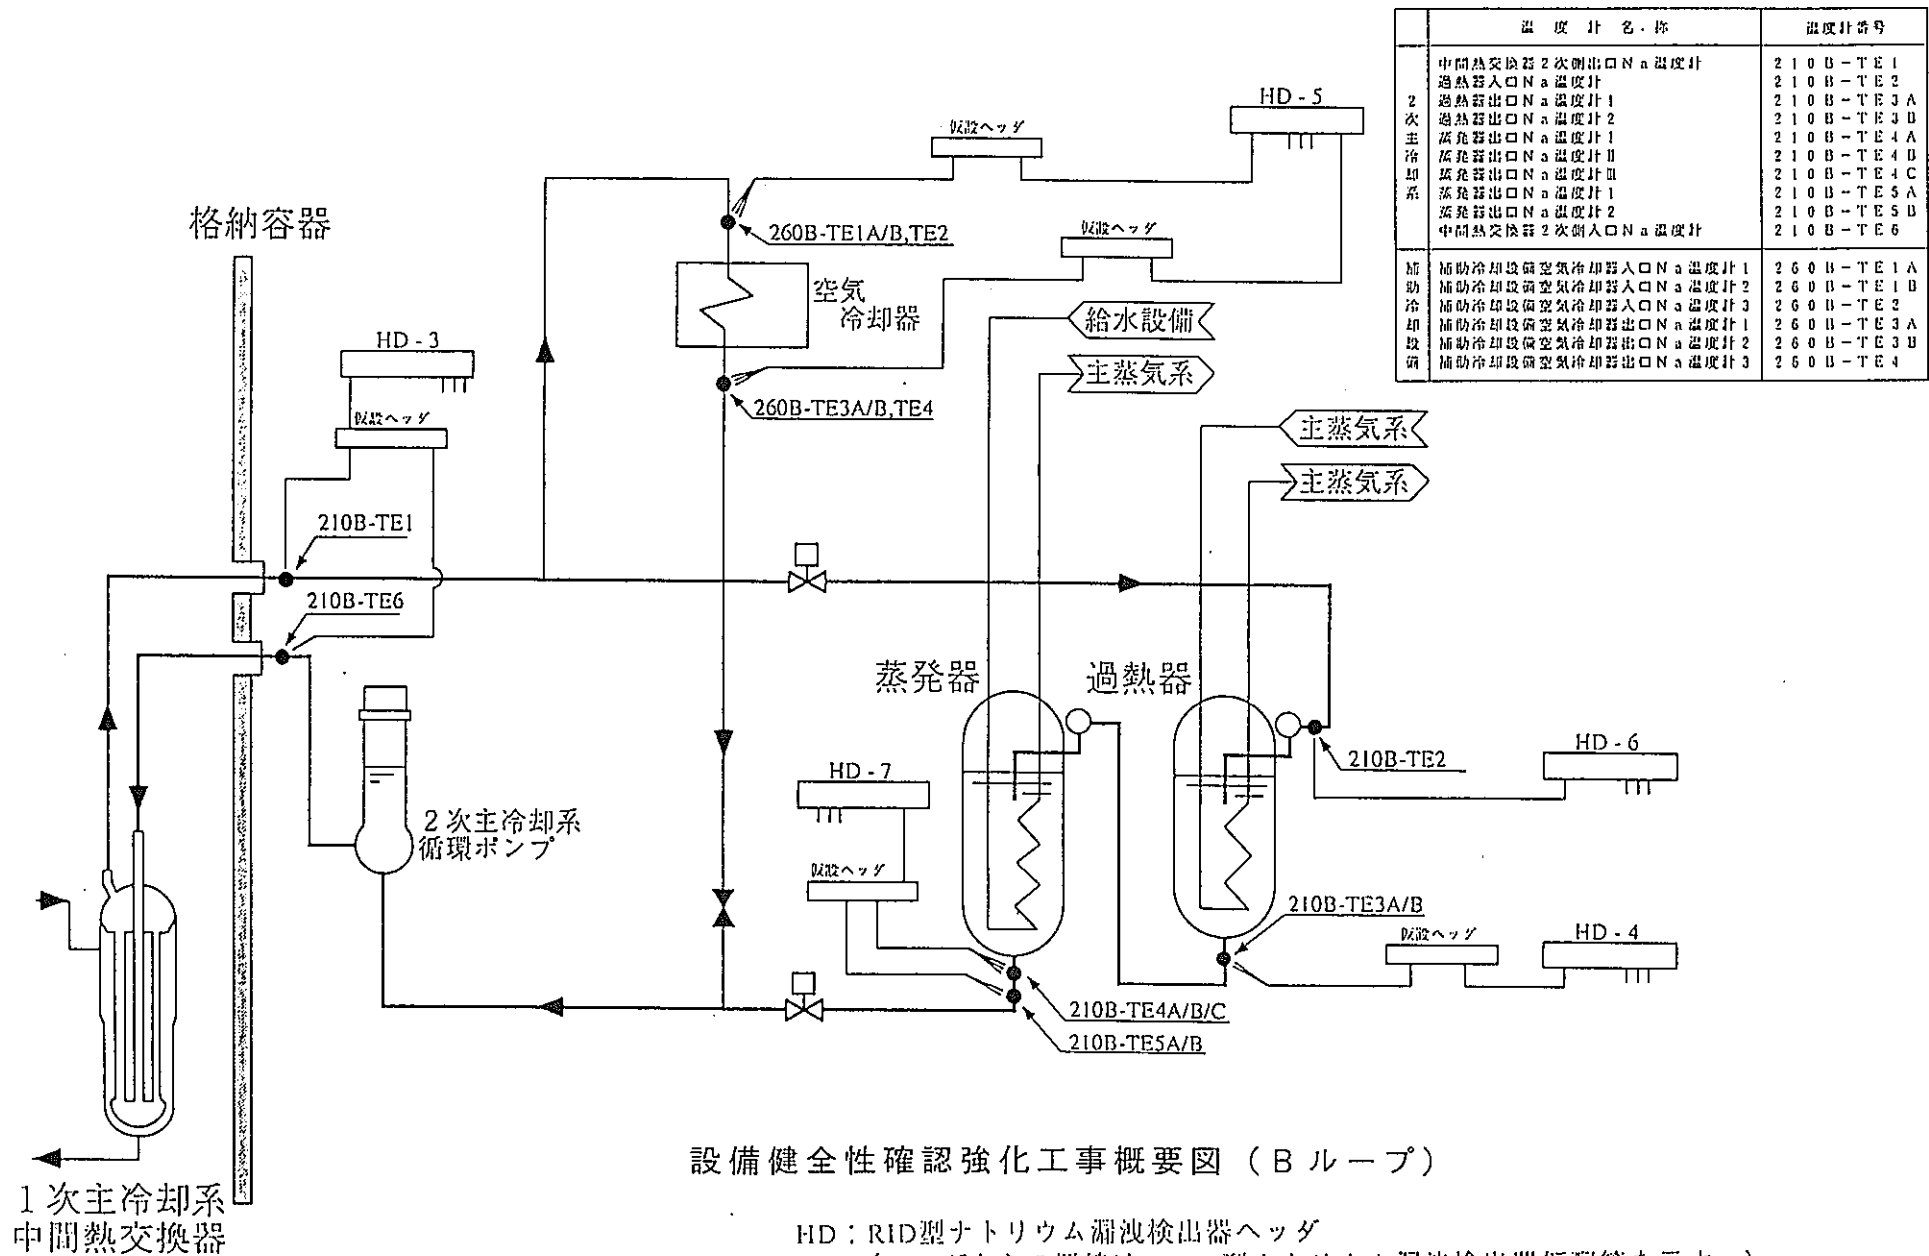 温度計名・称 温度計番号
2次主冷却系
中間熱交換器2次側出口Na温度計 210B-TE1
過熱器入口Na温度計 210B-TE2
過熱器出口Na温度計1 210B-TE3A
過熱器出口Na温度計2 210B-TE3B
蒸発器出口Na温度計I 210B-TE4A
蒸発器出口Na温度計II 210B-TE4B
蒸発器出口Na温度計III 210B-TE4C
蒸発器出口Na温度計1 210B-TE5A
蒸発器出口Na温度計2 210B-TE5B
中間熱交換器2次側入口Na温度計 210B-TE6
補助冷却設備
補助冷却設備空気冷却器入口Na温度計1 260B-TE1A
補助冷却設備空気冷却器入口Na温度計2 260B-TE1B
補助冷却設備空気冷却器入口Na温度計3 260B-TE2
補助冷却設備空気冷却器出口Na温度計1 260B-TE3A
補助冷却設備空気冷却器出口Na温度計2 260B-TE3B
補助冷却設備空気冷却器出口Na温度計3 260B-TE4
HD-5
仮設ヘッダ
格納容器
260B-TE1A/B,TE2
仮設ヘッダ
空気
冷却器
給水設備
HD-3
主蒸気系
260B-TE3A/B,TE4
仮設ヘッダ
主蒸気系
主蒸気系
210B-TE1
210B-TE6
蒸発器
過熱器
HD-6
210B-TE2
HD-7
2次主冷却系
循環ポンプ
仮設ヘッダ
210B-TE3A/B
仮設ヘッダ
HD-4
210B-TE4A/B/C
210B-TE5A/B
設備健全性確認強化工事概要図（Bループ）
1次主冷却系
中間熱交換器
HD：RID型ナトリウム漏洩検出器ヘッダ